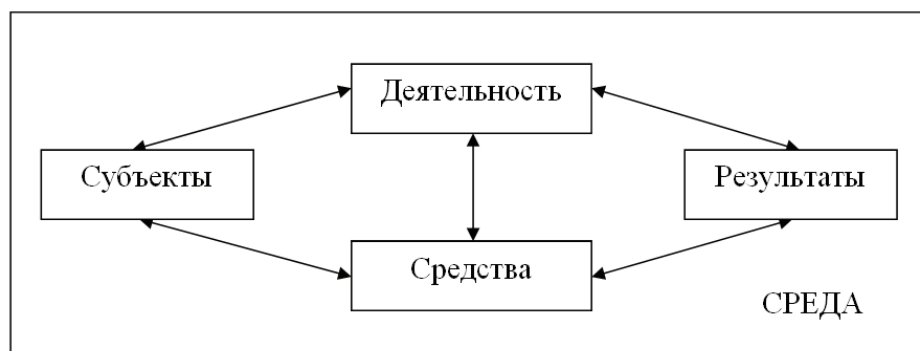 Деятельность
Субъекты
Результаты
Средства
СРЕДА